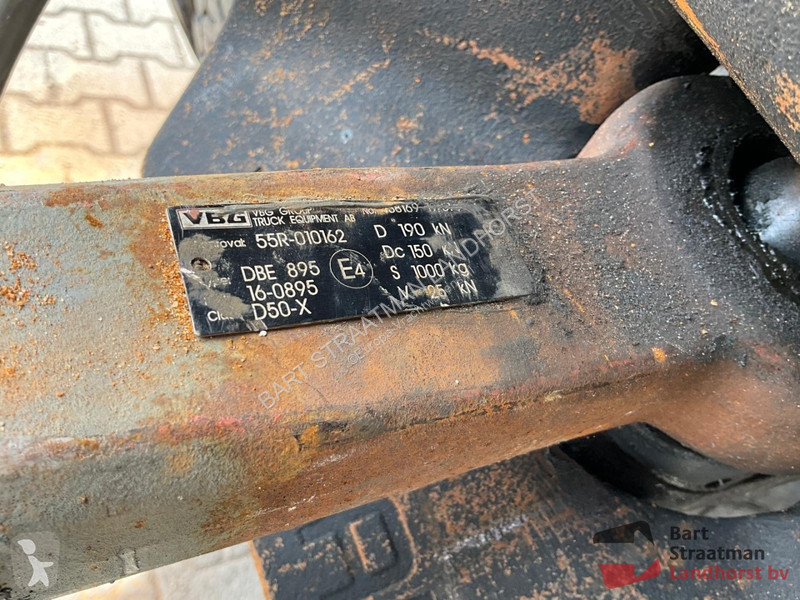 VBG
VBG GROUP
TRUCK EQUIPMENT AB
55R-010162
D 190 kN
Dc 150
DBE 895
E4
S 1000 kg
16-0895
V 25 kN
D50-X
BART STRAATMAN LANDHORST
Bart
Straatman
Landhorst bv